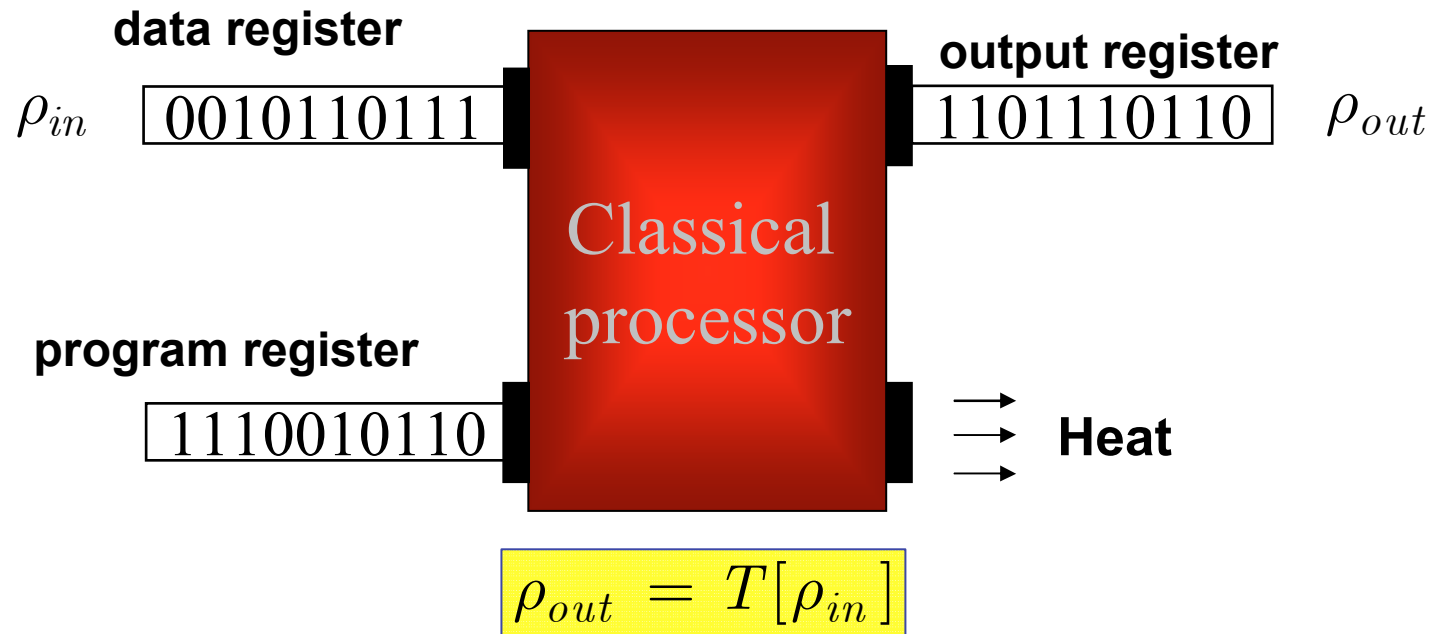 data register
ρ_in 0010110111
output register
1101110110 ρ_out
Classical
processor
program register
1110010110
Heat
ρ_out = T[ρ_in]